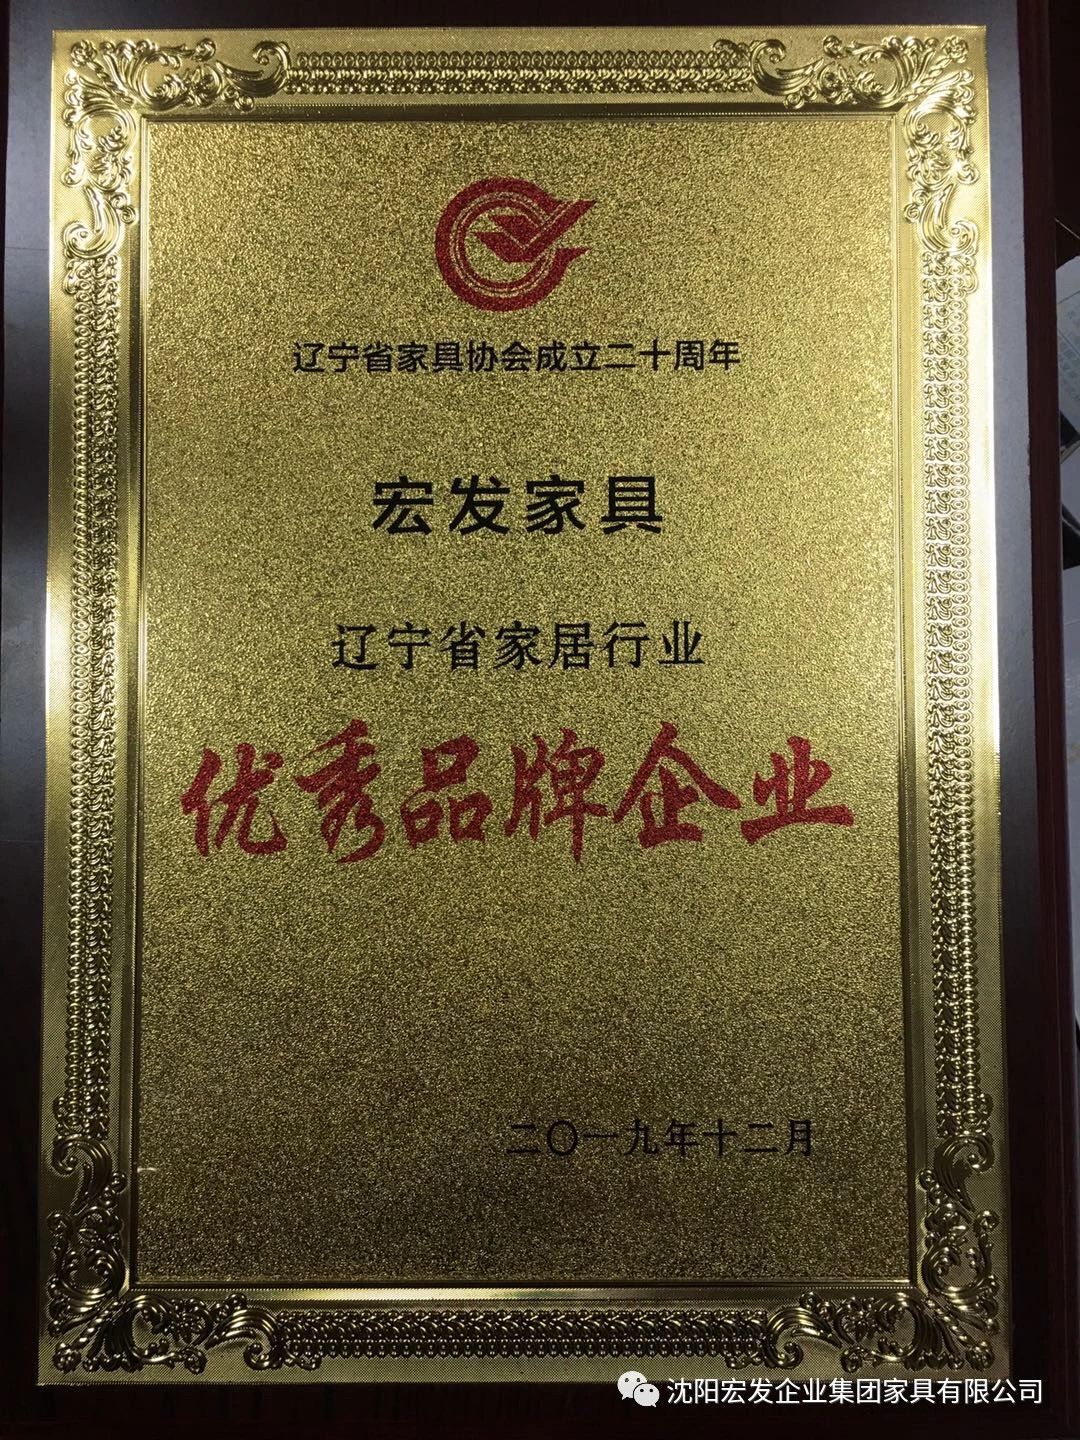 辽宁省家具协会成立二十周年
宏发家具
辽宁省家居行业
优秀品牌企业
二〇一九年十二月
沈阳宏发企业集团家具有限公司